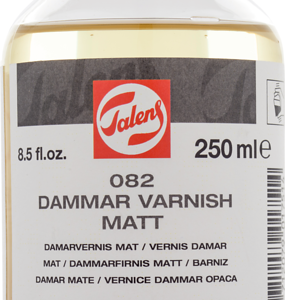 Talens
8.5 fl.oz. 250 ml e
082
DAMMAR VARNISH
MATT
DAMARVERNIS MAT / VERNIS DAMAR
MAT / DAMMARFIRNIS MATT / BARNIZ
DAMAR MATE / VERNICE DAMMAR OPACA